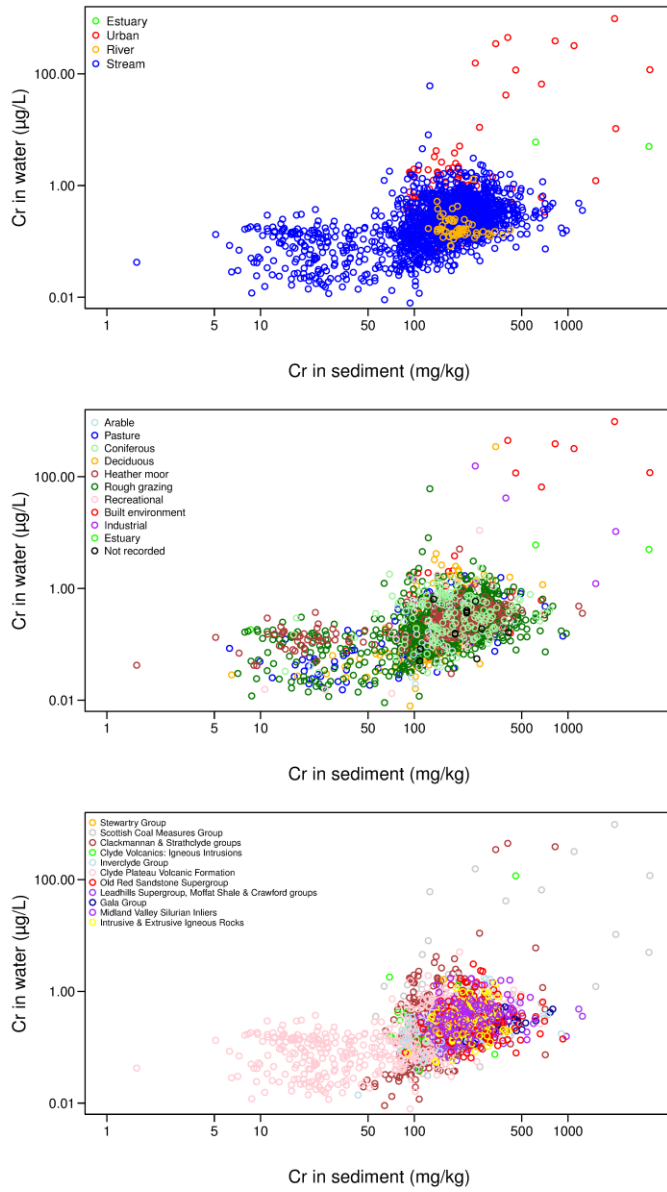 Estuary
Urban
River
Stream
100.00
1.00
0.01
Cr in water (µg/L)
1 5 10 50 100 500 1000
Cr in sediment (mg/kg)
Arable
Pasture
Coniferous
Deciduous
Heather moor
Rough grazing
Recreational
Built environment
Industrial
Estuary
Not recorded
100.00
1.00
0.01
Cr in water (µg/L)
1 5 10 50 100 500 1000
Cr in sediment (mg/kg)
Stewartry Group
Scottish Coal Measures Group
Clackmannan & Strathclyde groups
Clyde Volcanics: Igneous Intrusions
Inverclyde Group
Clyde Plateau Volcanic Formation
Old Red Sandstone Supergroup
Leadhills Supergroup, Moffat Shale & Crawford groups
Gala Group
Midland Valley Silurian Inliers
Intrusive & Extrusive Igneous Rocks
100.00
1.00
0.01
Cr in water (µg/L)
1 5 10 50 100 500 1000
Cr in sediment (mg/kg)